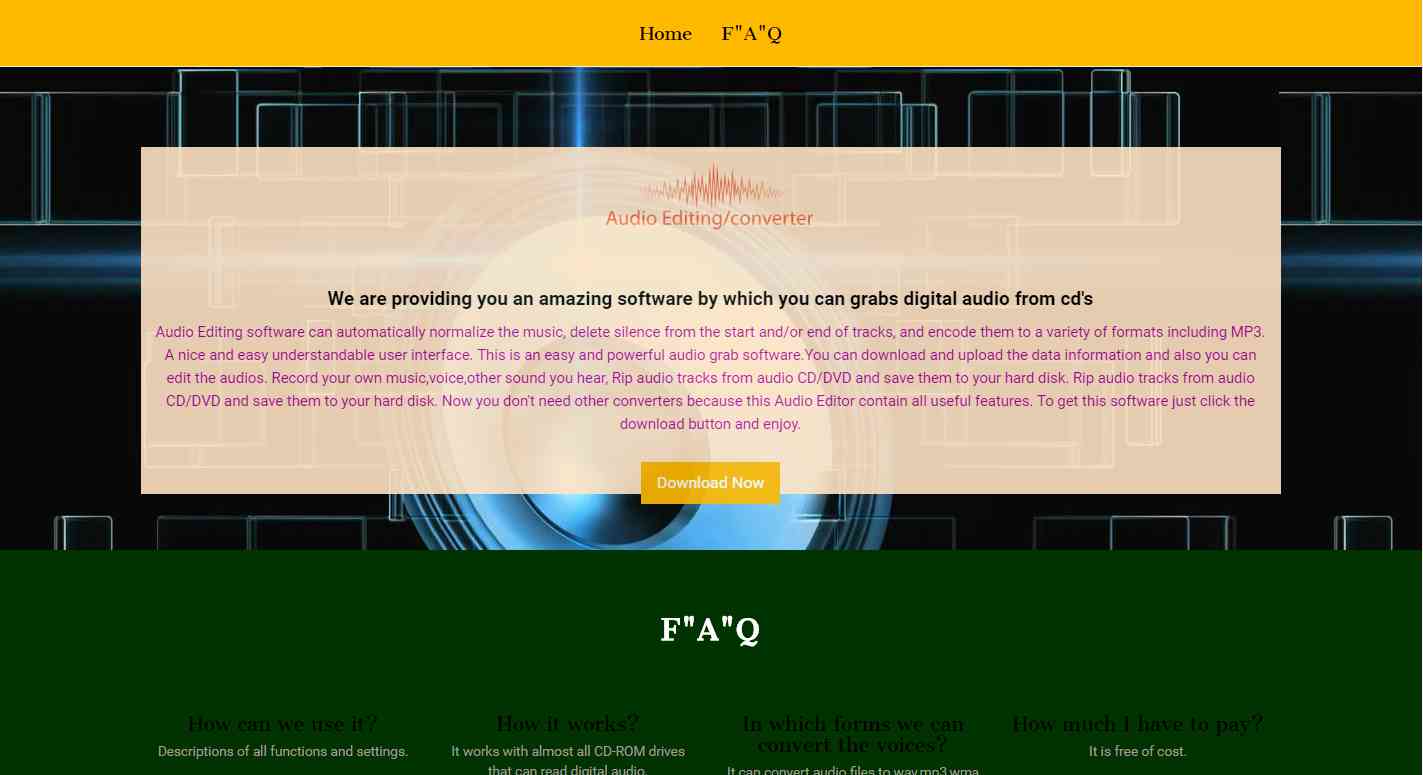 Home F"A"Q
Audio Editing/converter
We are providing you an amazing software by which you can grabs digital audio from cd's
Audio Editing software can automatically normalize the music, delete silence from the start and/or end of tracks, and encode them to a variety of formats including MP3.
A nice and easy understandable user interface. This is an easy and powerful audio grab software.You can download and upload the data information and also you can
edit the audios. Record your own music,voice,other sound you hear, Rip audio tracks from audio CD/DVD and save them to your hard disk. Rip audio tracks from audio
CD/DVD and save them to your hard disk. Now you don't need other converters because this Audio Editor contain all useful features. To get this software just click the
download button and enjoy.
Download Now
F"A"Q
How can we use it?
Descriptions of all functions and settings.
How it works?
It works with almost all CD-ROM drives
that can read digital audio.
In which forms we can
convert the voices?
It can convert audio files to wav,mp3,wma
How much I have to pay?
It is free of cost.